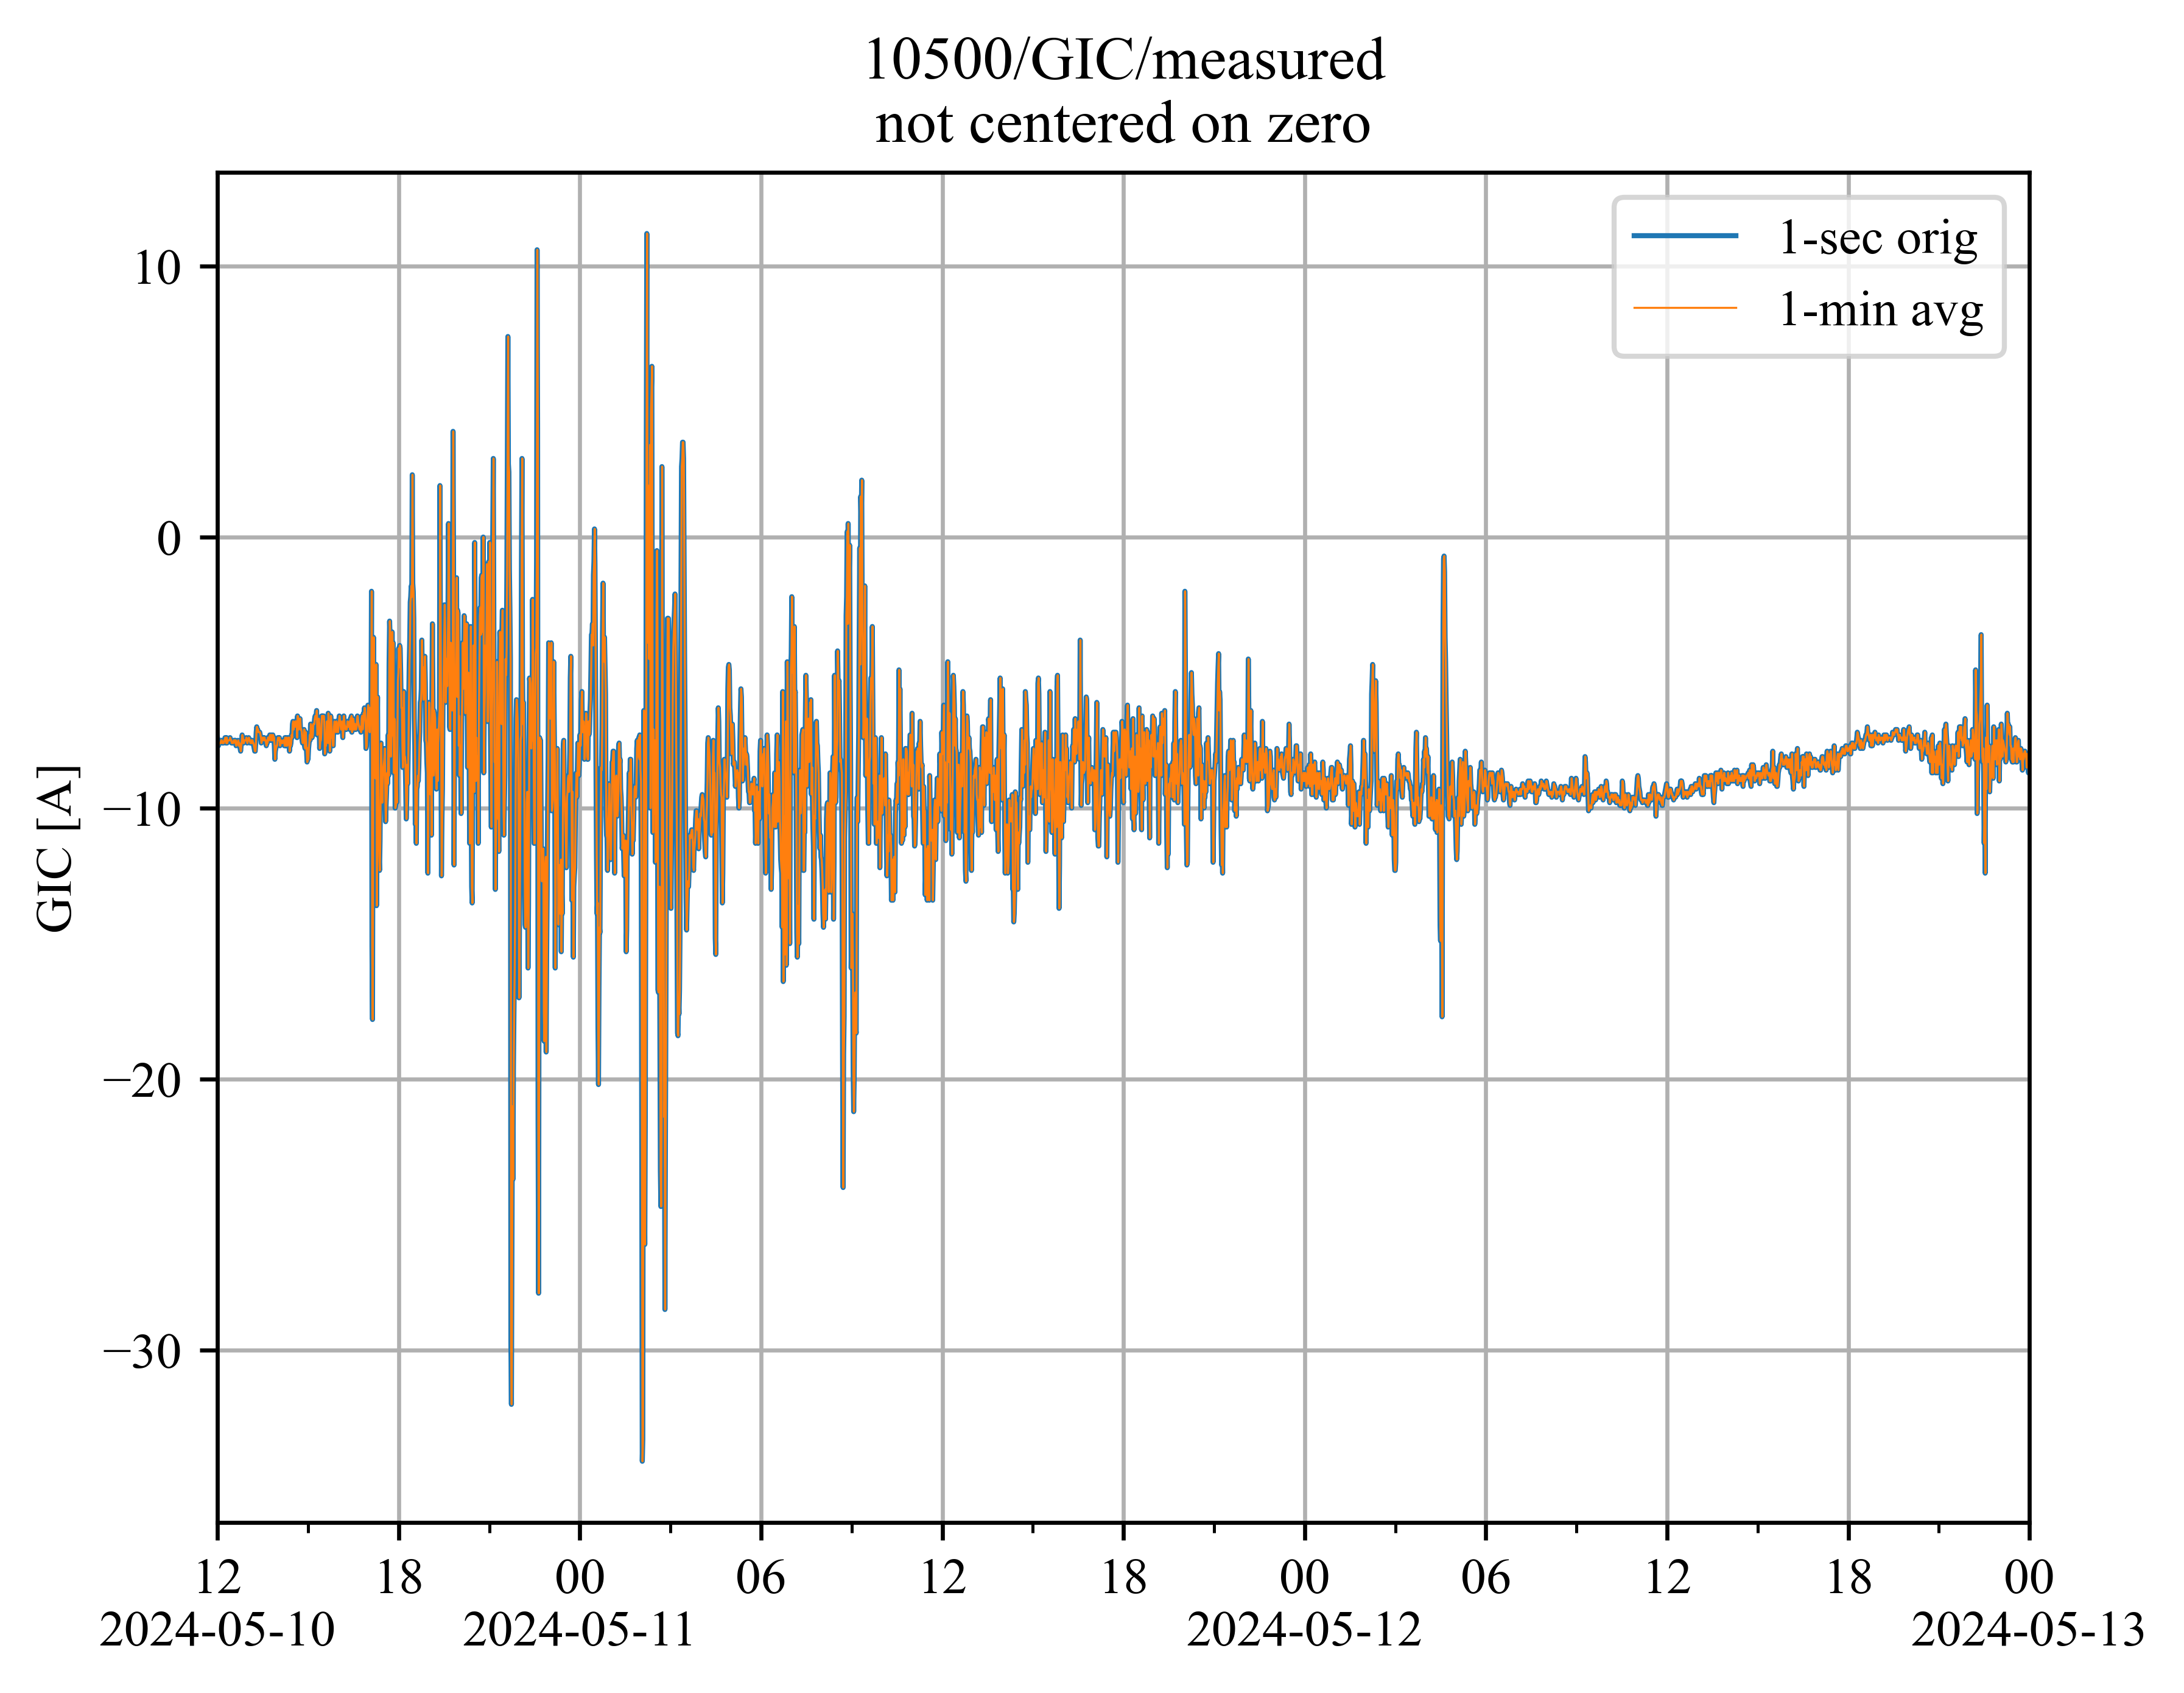 10500/GIC/measured
not centered on zero
1-sec orig
1-min avg
GIC [A]
10
0
−10
−20
−30
12 18 00 06 12 18 00 06 12 18 00
2024-05-10 2024-05-11 2024-05-12 2024-05-13